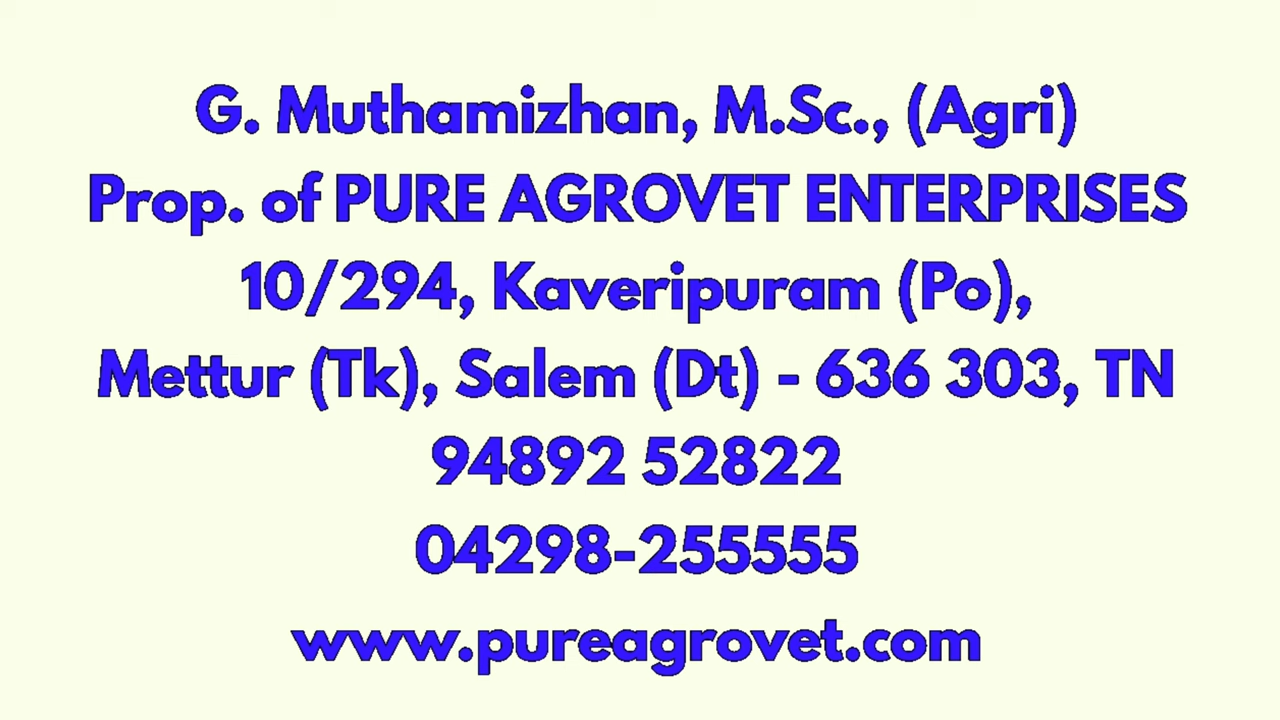 G. Muthamizhan, M.Sc., (Agri)
Prop. of PURE AGROVET ENTERPRISES
10/294, Kaveripuram (Po),
Mettur (Tk), Salem (Dt) - 636 303, TN
94892 52822
04298-255555
www.pureagrovet.com